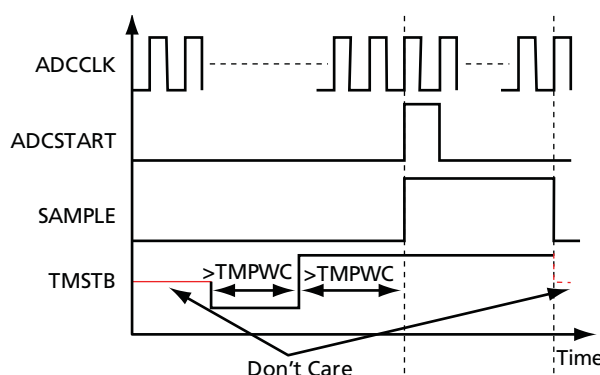 ADCCLK
ADCSTART
SAMPLE
>TMPWC >TMPWC
TMSTB
Time
Don't Care